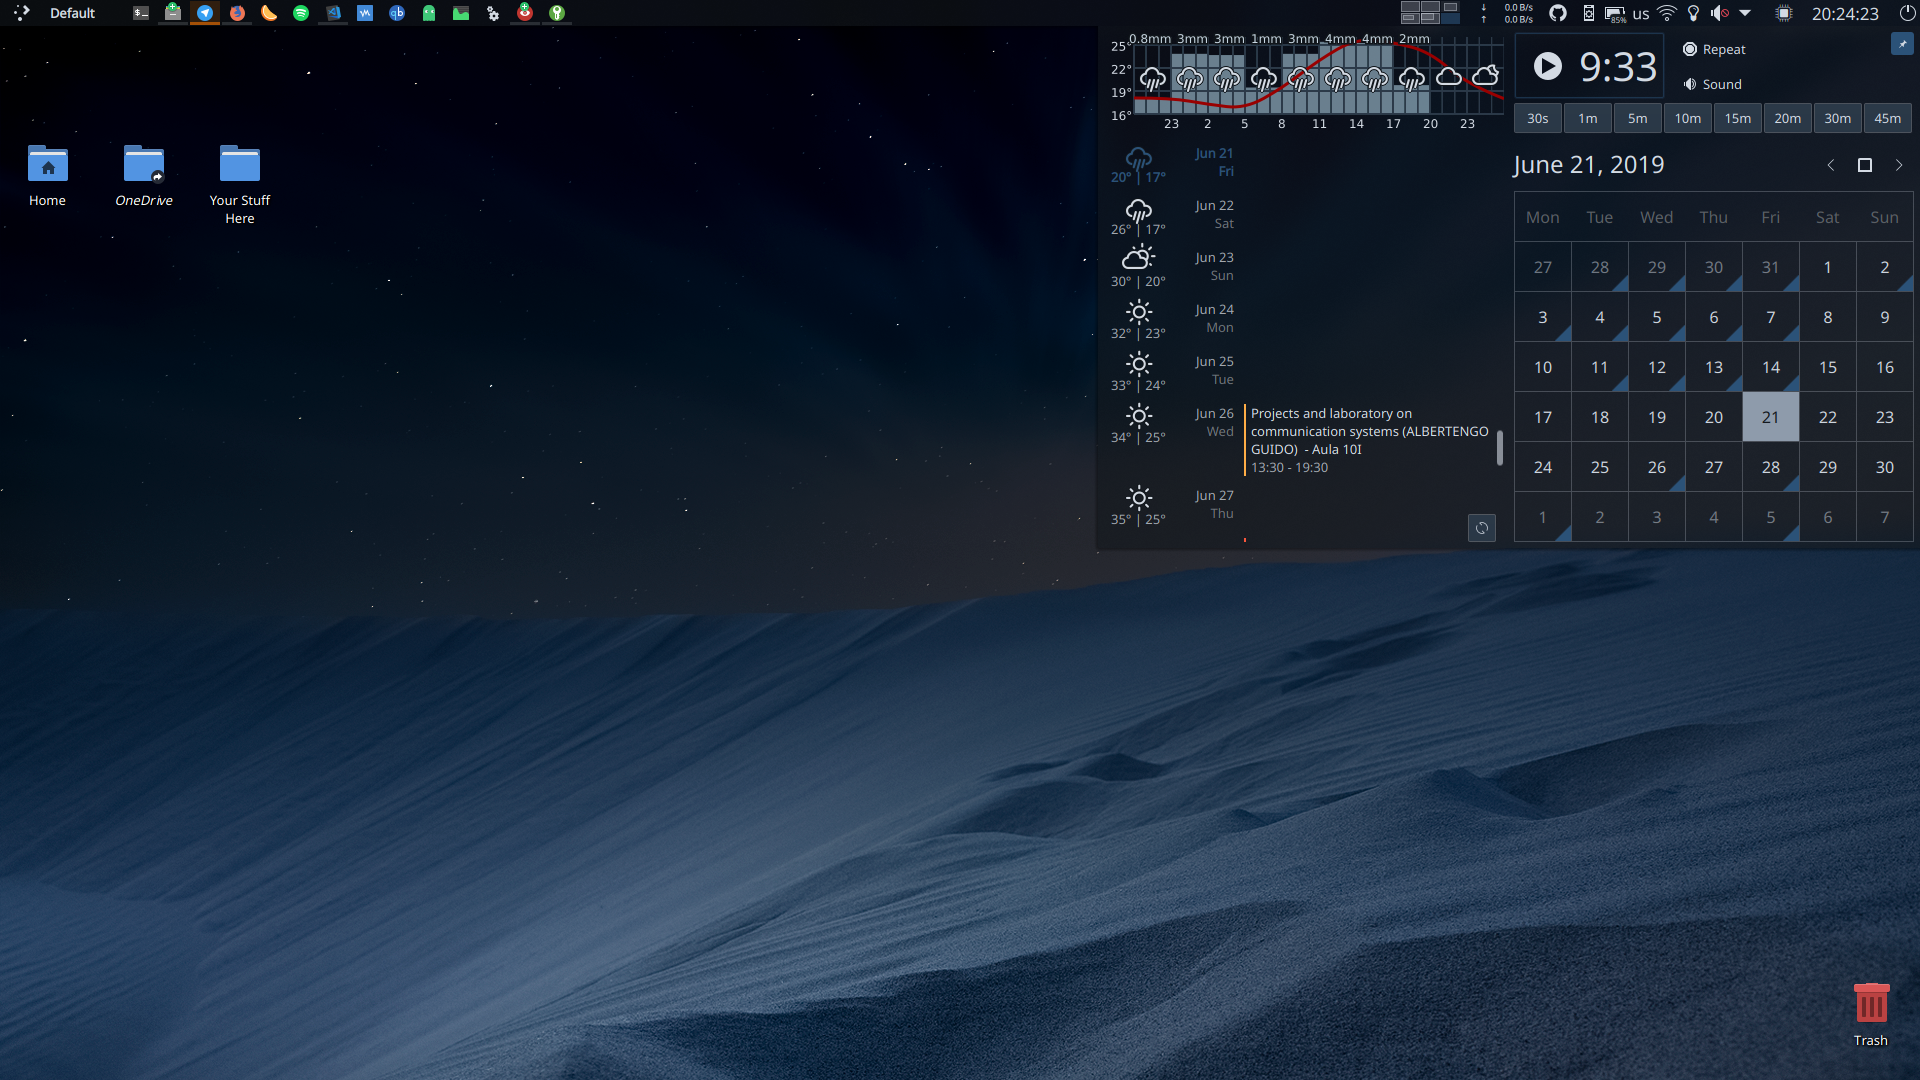 Default
$_
qb
↓ 0.0 B/s
↑ 0.0 B/s
85%
us
20:24:23
Home
OneDrive
Your Stuff
Here
0.8mm 3mm 3mm 1mm 3mm 4mm 4mm 2mm
25°
22°
19°
16°
23 2 5 8 11 14 17 20 23
Jun 21
20° | 17° Fri
Jun 22
26° | 17° Sat
Jun 23
30° | 20° Sun
Jun 24
32° | 23° Mon
Jun 25
33° | 24° Tue
Jun 26
34° | 25° Wed
Projects and laboratory on
communication systems (ALBERTENGO
GUIDO) - Aula 10I
13:30 - 19:30
Jun 27
35° | 25° Thu
9:33
Repeat
Sound
30s 1m 5m 10m 15m 20m 30m 45m
June 21, 2019
Mon Tue Wed Thu Fri Sat Sun
27 28 29 30 31 1 2
3 4 5 6 7 8 9
10 11 12 13 14 15 16
17 18 19 20 21 22 23
24 25 26 27 28 29 30
1 2 3 4 5 6 7
Trash